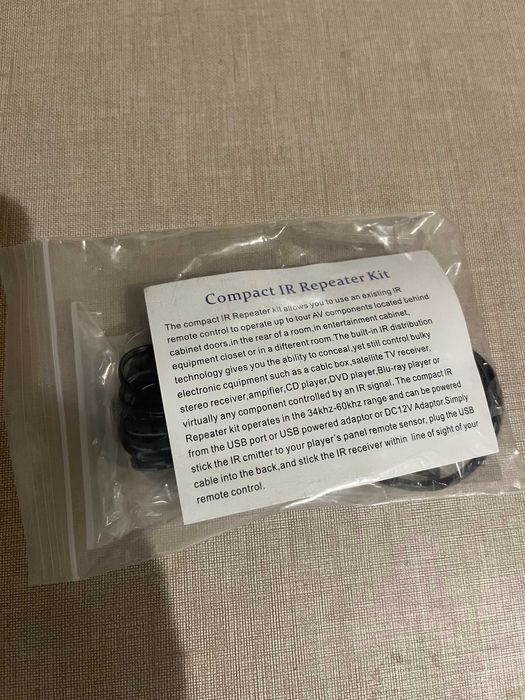 Compact IR Repeater Kit
The compact IR Repeater kit allows you to use an existing IR
remote control to operate up to tour AV components located behind
cabinet doors,in the rear of a room,in entertainment cabinet,
equipment closet or in a different room.The built-in IR distribution
technology gives you the ability to conceal,yet still control bulky
electronic cquipment such as a cablc box,satellite TV receiver,
stereo receiver,ampifier,CD player,DVD player,Blu-ray player or
virtually any component controlled by an IR signal. The compact IR
Repeater kit operates in the 34khz-60khz range and can be powered
from the USB port or USB powered adaptor or DC12V Adaptor.Simply
stick the IR cmitter to your player's panel remote sensor, plug the USB
cable into the back,and stick the IR receiver within line of sight of your
remote control.